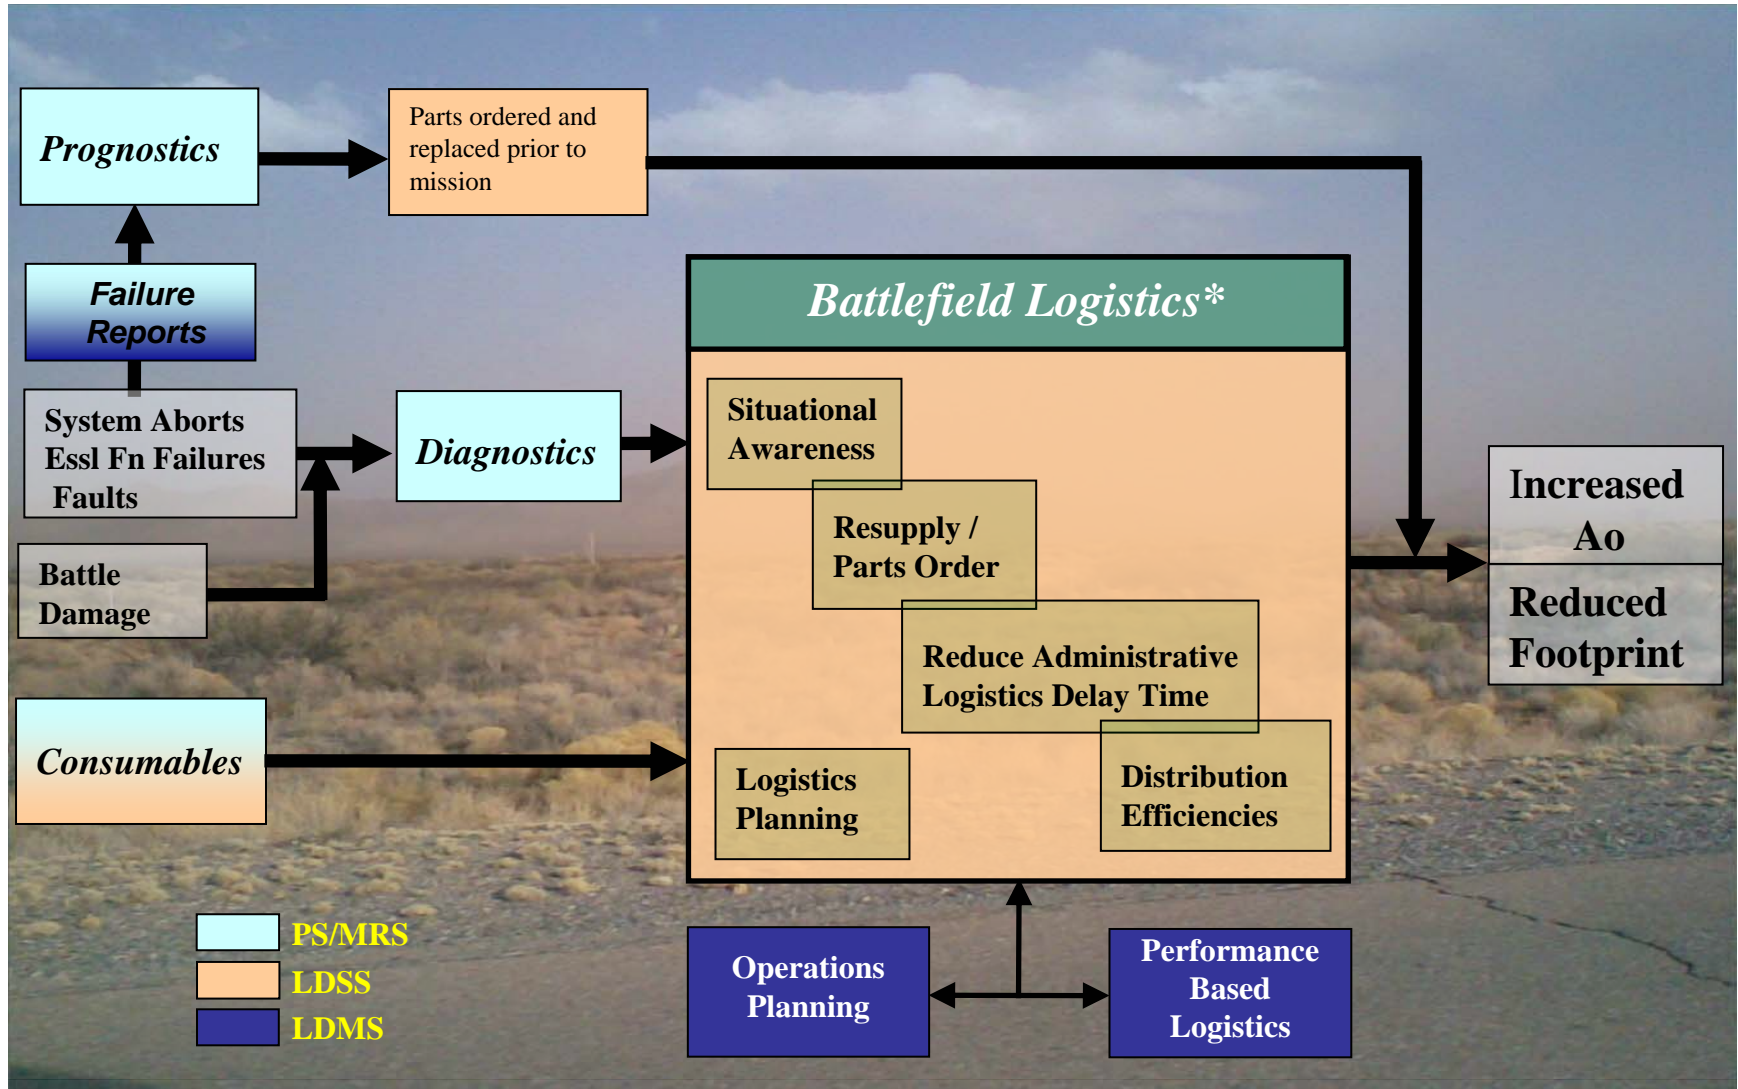 Prognostics
Parts ordered and
replaced prior to
mission
Failure
Reports
Battlefield Logistics*
System Aborts
Essl Fn Failures
Faults
Diagnostics
Situational
Awareness
Resupply /
Parts Order
Increased
Ao
Battle
Damage
Reduced
Footprint
Reduce Administrative
Logistics Delay Time
Consumables
Logistics
Planning
Distribution
Efficiencies
PS/MRS
LDSS
LDMS
Operations
Planning
Performance
Based
Logistics